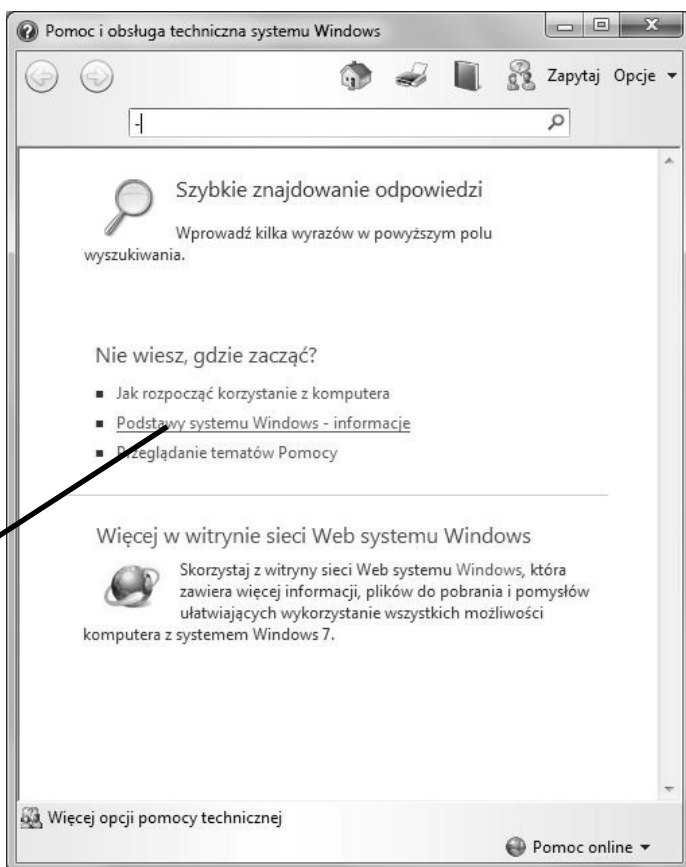 Pomoc i obsługa techniczna systemu Windows
Zapytaj Opcje
-
Szybkie znajdowanie odpowiedzi
Wprowadź kilka wyrazów w powyższym polu
wyszukiwania.
Nie wiesz, gdzie zacząć?
Jak rozpocząć korzystanie z komputera
Podstawy systemu Windows - informacje
Przeglądanie tematów Pomocy
Więcej w witrynie sieci Web systemu Windows
Skorzystaj z witryny sieci Web systemu Windows, która
zawiera więcej informacji, plików do pobrania i pomysłów
ułatwiających wykorzystanie wszystkich możliwości
komputera z systemem Windows 7.
Więcej opcji pomocy technicznej
Pomoc online